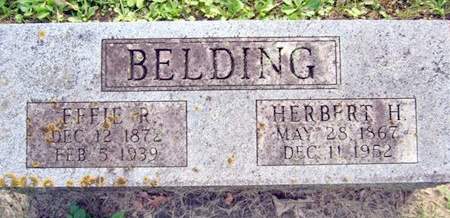 BELDING
EFFIE R.
DEC. 12 1872
FEB. 5 1939
HERBERT H.
MAY 28 1867
DEC. 11 1952